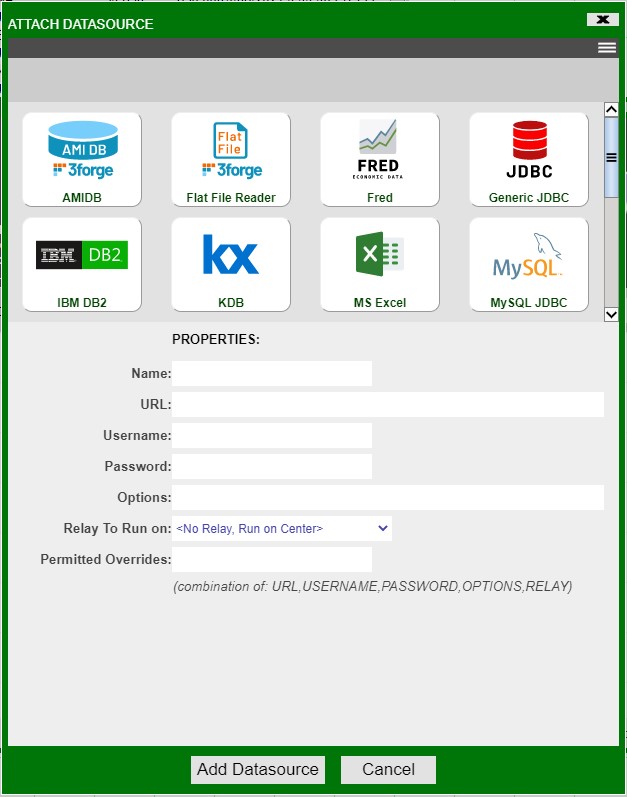 ATTACH DATASOURCE
AMI DB
3forge
AMIDB
Flat
File
3forge
Flat File Reader
FRED
ECONOMIC DATA
Fred
JDBC
Generic JDBC
IBM DB2
IBM DB2
kx
KDB
X
MS Excel
MySQL
MySQL JDBC
PROPERTIES:
Name:
URL:
Username:
Password:
Options:
Relay To Run on: <No Relay, Run on Center>
Permitted Overrides:
(combination of: URL,USERNAME,PASSWORD,OPTIONS,RELAY)
Add Datasource Cancel